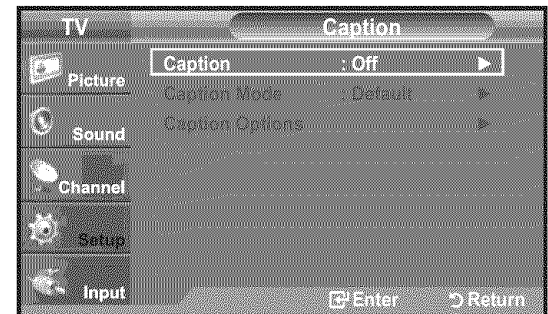 TV
Caption
Picture
Sound
Channel
Setup
Input
Caption : Off
Caption Mode : Default
Caption Options
Enter
Return